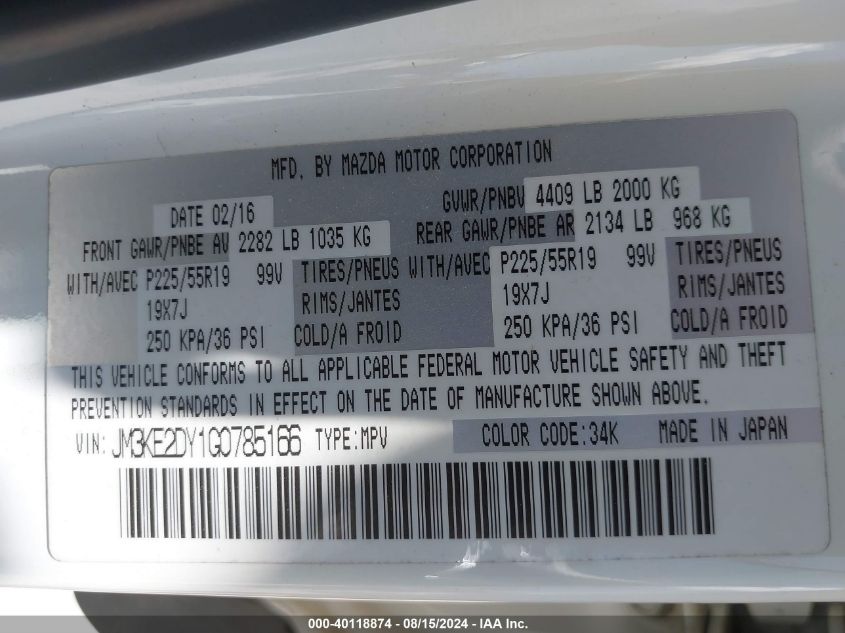 MFD. BY MAZDA MOTOR CORPORATION
DATE 02/16 GVWR/PNBV 4409 LB 2000 KG
FRONT GAWR/PNBE AV 2282 LB 1035 KG REAR GAWR/PNBE AR 2134 LB 968 KG
WITH/AVEC P225/55R19 99V TIRES/PNEUS WITH/AVEC P225/55R19 99V TIRES/PNEUS
19X7J RIMS/JANTES 19X7J RIMS/JANTES
250 KPA/36 PSI COLD/A FROID 250 KPA/36 PSI COLD/A FROID
THIS VEHICLE CONFORMS TO ALL APPLICABLE FEDERAL MOTOR VEHICLE SAFETY AND THEFT
PREVENTION STANDARDS IN EFFECT ON THE DATE OF MANUFACTURE SHOWN ABOVE.
VIN: JM3KE2DY1G0785166 TYPE:MPV COLOR CODE:34K MADE IN JAPAN
000-40118874 - 08/15/2024 - IAA Inc.